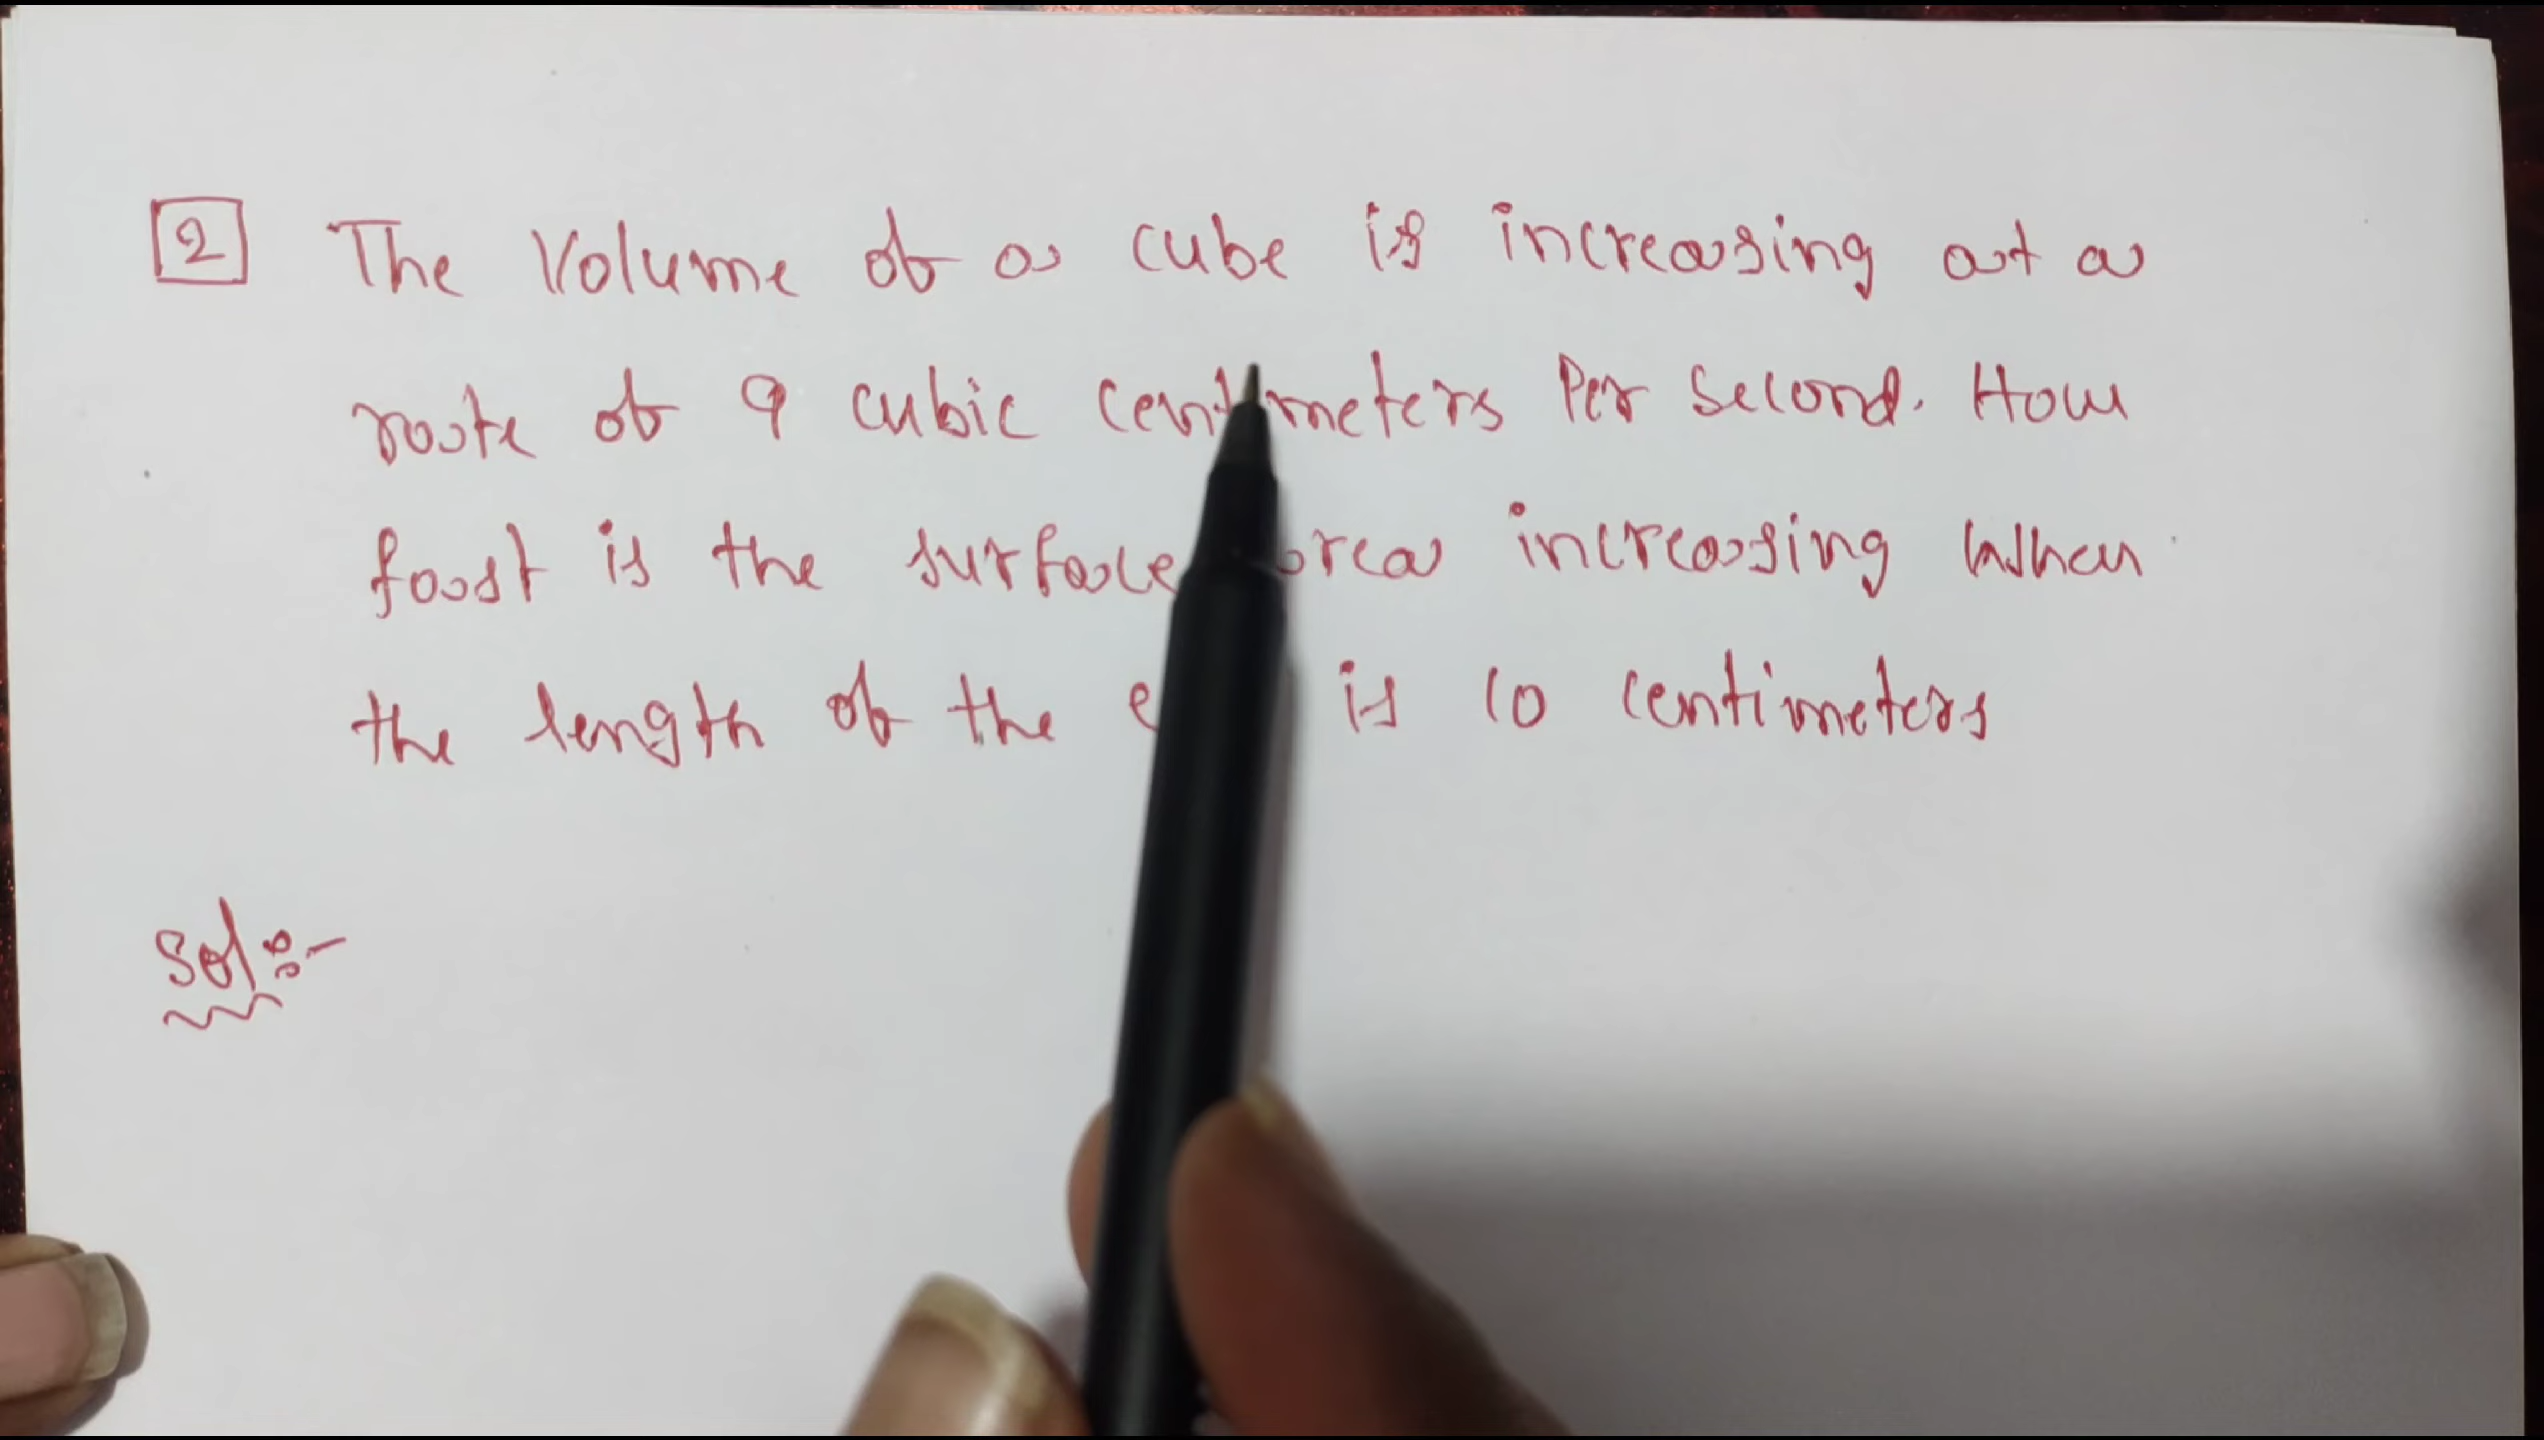 2 The Volume of a cube is increasing at a
rate of 9 cubic centimeters Per Second. How
fast is the surface area increasing when
the length of the is 10 centimeters
Sol:-